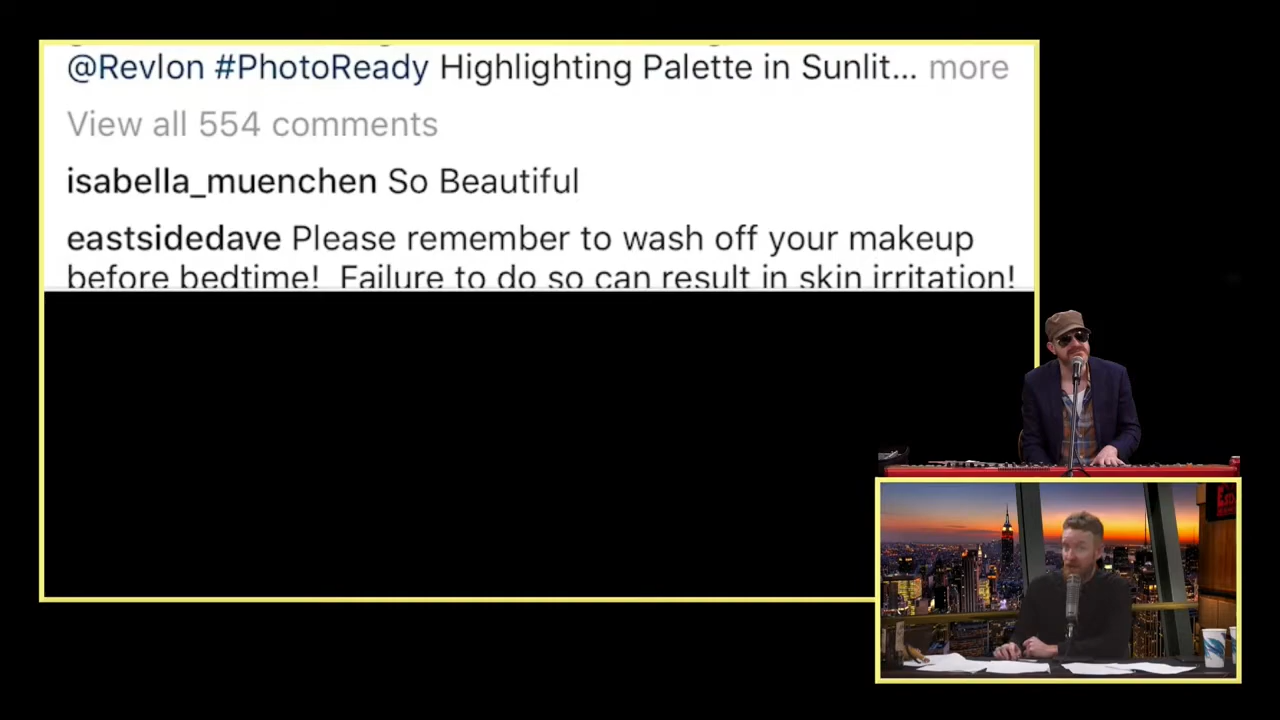 @Revlon #PhotoReady Highlighting Palette in Sunlit... more
View all 554 comments
isabella_muenchen So Beautiful
eastsidedave Please remember to wash off your makeup
before bedtime!  Failure to do so can result in skin irritation!